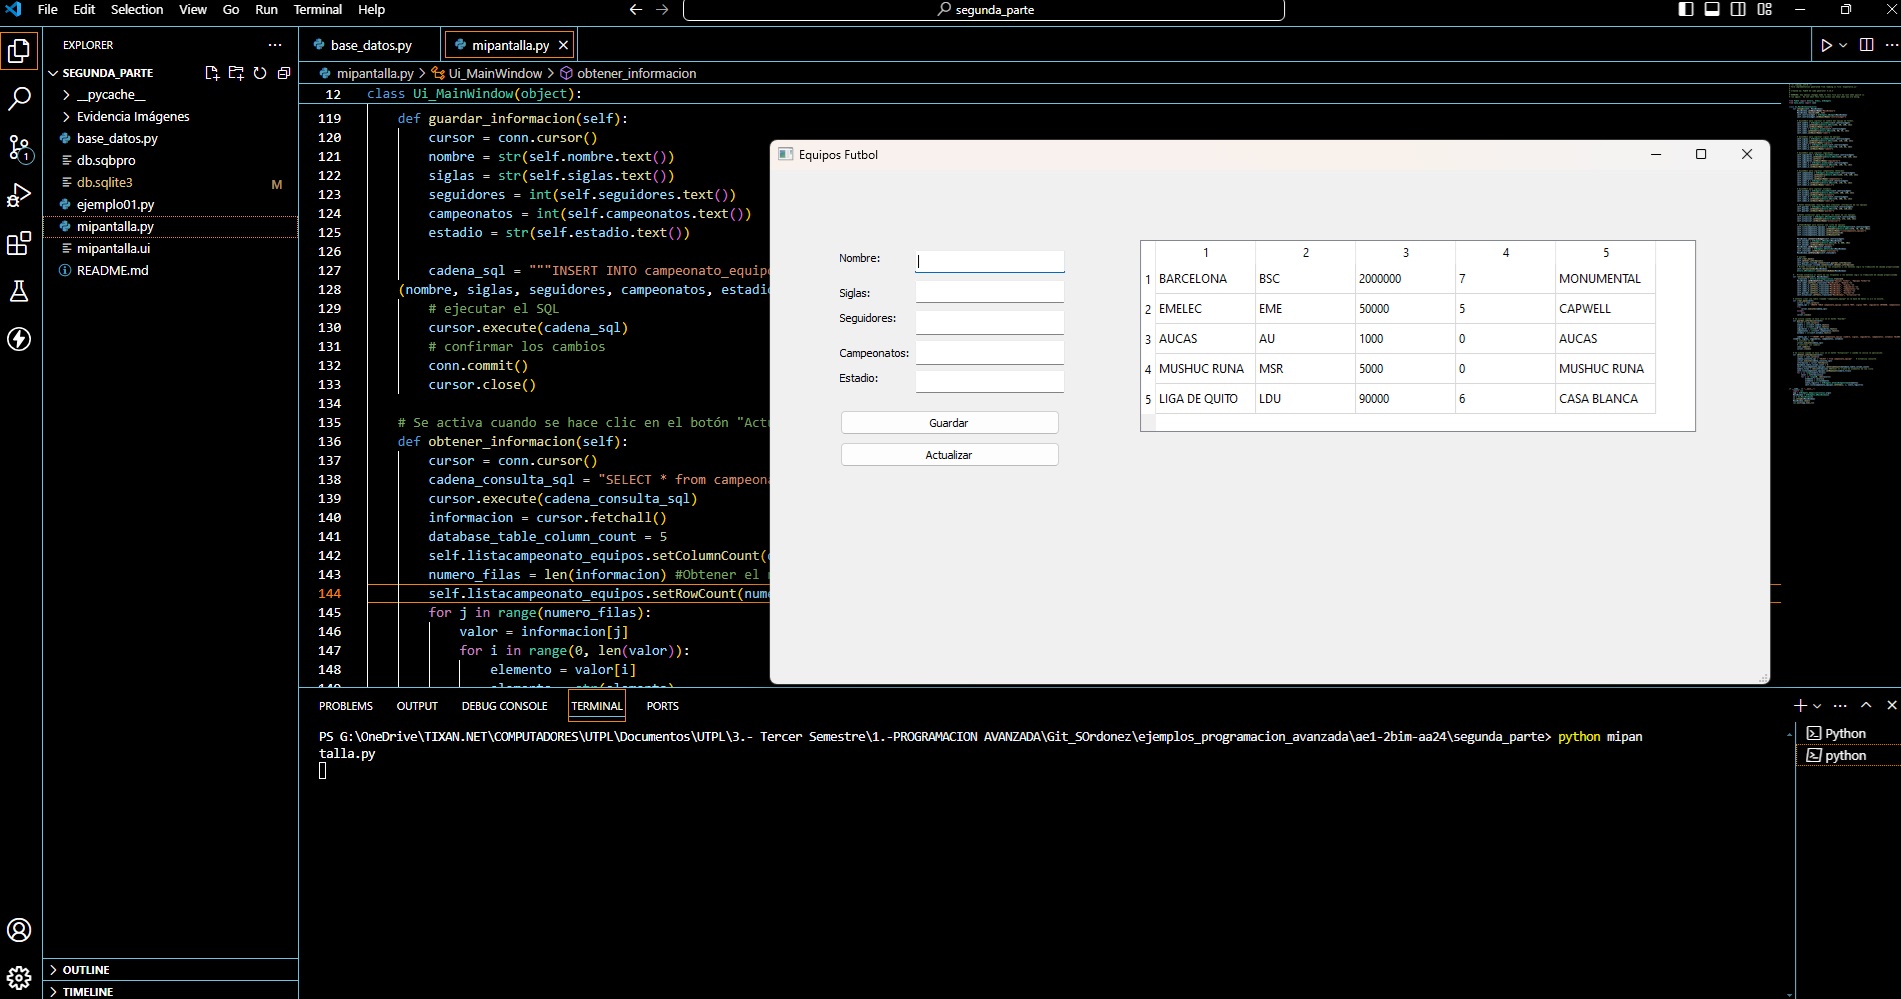 File Edit Selection View Go Run Terminal Help
segunda_parte
EXPLORER
SEGUNDA_PARTE
__pycache__
Evidencia Imágenes
base_datos.py
db.sqbpro
db.sqlite3 M
ejemplo01.py
mipantalla.py
mipantalla.ui
README.md
1
OUTLINE
TIMELINE
base_datos.py mipantalla.py
mipantalla.py > Ui_MainWindow > obtener_informacion
12 class Ui_MainWindow(object):
119 def guardar_informacion(self):
120 cursor = conn.cursor()
121 nombre = str(self.nombre.text())
122 siglas = str(self.siglas.text())
123 seguidores = int(self.seguidores.text())
124 campeonatos = int(self.campeonatos.text())
125 estadio = str(self.estadio.text())
126
127 cadena_sql = """INSERT INTO campeonato_equip
128 (nombre, siglas, seguidores, campeonatos, estadi
129 # ejecutar el SQL
130 cursor.execute(cadena_sql)
131 # confirmar los cambios
132 conn.commit()
133 cursor.close()
134
135 # Se activa cuando se hace clic en el botón "Act
136 def obtener_informacion(self):
137 cursor = conn.cursor()
138 cadena_consulta_sql = "SELECT * from campeon
139 cursor.execute(cadena_consulta_sql)
140 informacion = cursor.fetchall()
141 database_table_column_count = 5
142 self.listacampeonato_equipos.setColumnCount(
143 numero_filas = len(informacion) #Obtener el
144 self.listacampeonato_equipos.setRowCount(num
145 for j in range(numero_filas):
146 valor = informacion[j]
147 for i in range(0, len(valor)):
148 elemento = valor[i]
Equipos Futbol
Nombre:
Siglas:
Seguidores:
Campeonatos:
Estadio:
Guardar
Actualizar
1 2 3 4 5
1 BARCELONA BSC 2000000 7 MONUMENTAL
2 EMELEC EME 50000 5 CAPWELL
3 AUCAS AU 1000 0 AUCAS
4 MUSHUC RUNA MSR 5000 0 MUSHUC RUNA
5 LIGA DE QUITO LDU 90000 6 CASA BLANCA
PROBLEMS OUTPUT DEBUG CONSOLE TERMINAL PORTS
PS G:\OneDrive\TIXAN.NET\COMPUTADORES\UTPL\Documentos\UTPL\3.- Tercer Semestre\1.-PROGRAMACION AVANZADA\Git_SOrdonez\ejemplos_programacion_avanzada\ae1-2bim-aa24\segunda_parte> python mipan
talla.py
Python
python